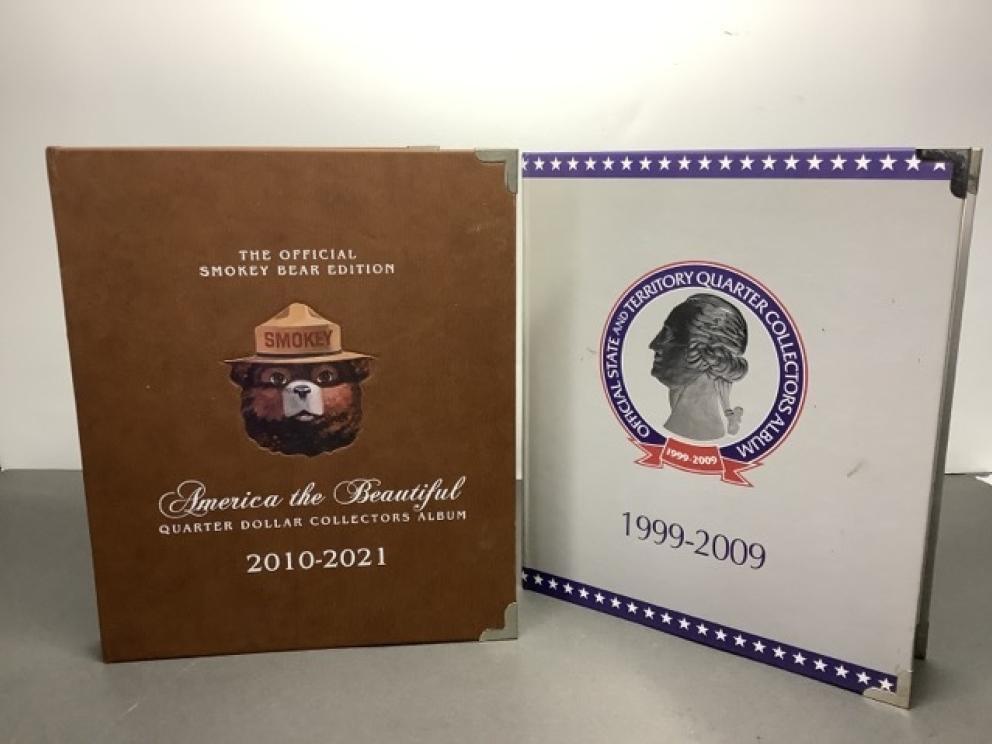 THE OFFICIAL
SMOKEY BEAR EDITION
SMOKEY
America the Beautiful
QUARTER DOLLAR COLLECTORS ALBUM
2010-2021
OFFICIAL STATE AND TERRITORY QUARTER COLLECTORS ALBUM
1999-2009
1999-2009